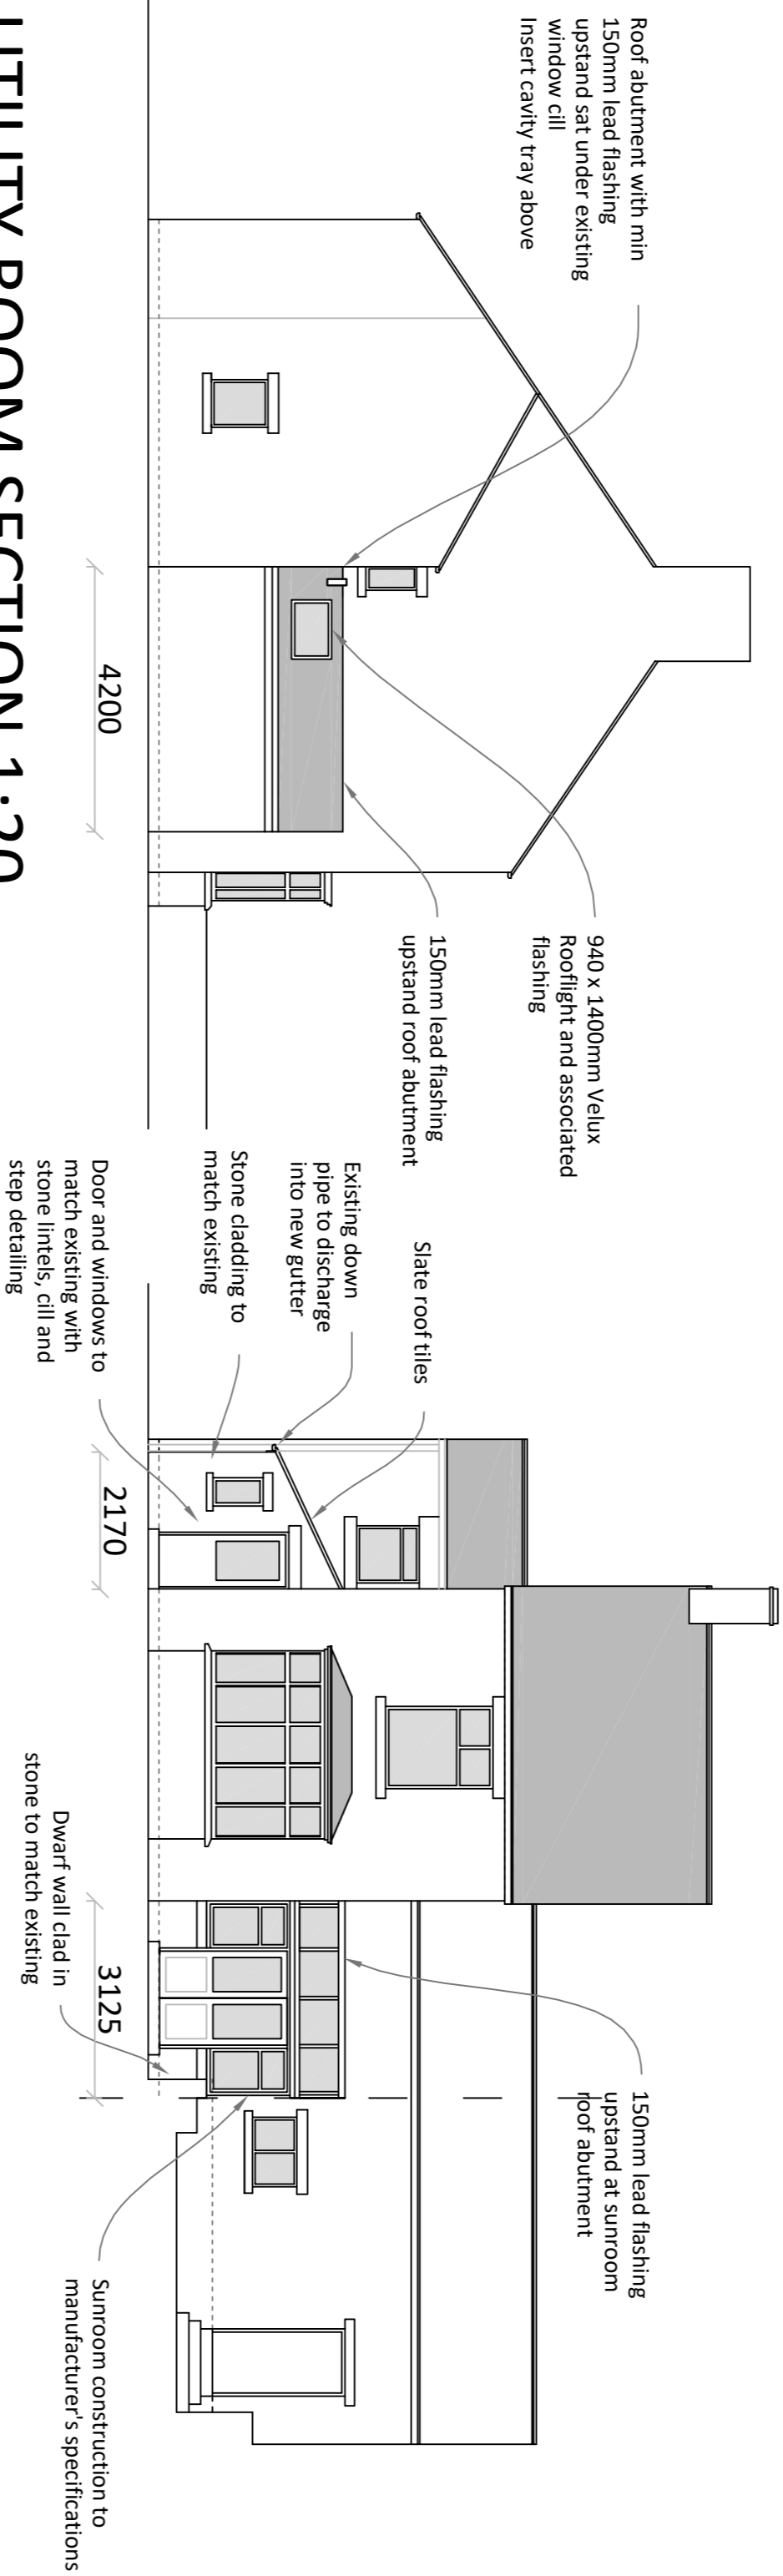 Roof abutment with min
150mm lead flashing
upstand sat under existing
window cill
Insert cavity tray above
940 x 1400mm Velux
Rooflight and associated
flashing
150mm lead flashing
upstand roof abutment
4200
Slate roof tiles
Existing down
pipe to discharge
into new gutter
Stone cladding to
match existing
Door and windows to
match existing with
stone lintels, cill and
step detailing
2170
150mm lead flashing
upstand at sunroom
roof abutment
3125
Dwarf wall clad in
stone to match existing
Sunroom construction to
manufacturer's specifications
UTILITY ROOM SECTION 1:20